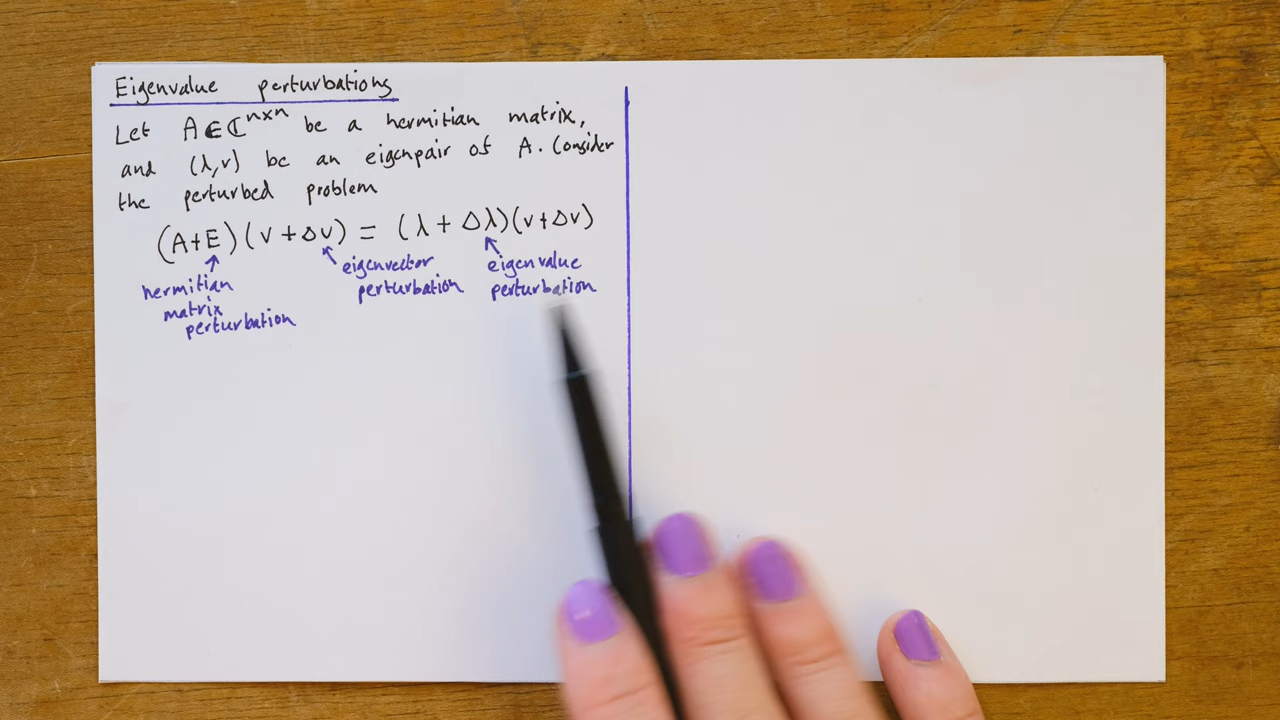 Eigenvalue perturbations
Let A∈ℂⁿˣⁿ be a hermitian matrix,
and (λ,v) be an eigenpair of A. Consider
the perturbed problem
(A+E)(v+Δv) = (λ+Δλ)(v+Δv)
hermitian
matrix
perturbation
eigenvector
perturbation
eigenvalue
perturbation